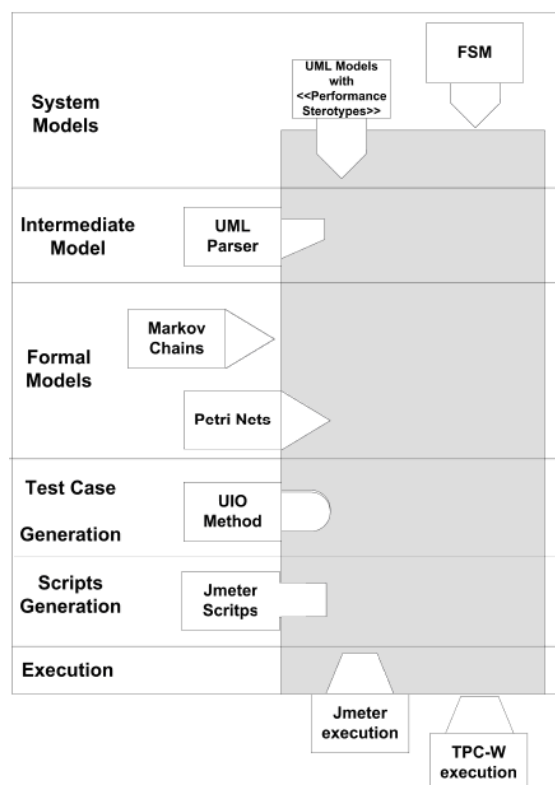 System
Models
UML Models
with
<<Performance
Sterotypes>>
FSM
Intermediate
Model
UML
Parser
Formal
Models
Markov
Chains
Petri Nets
Test Case
Generation
UIO
Method
Scripts
Generation
Jmeter
Scritps
Execution
Jmeter
execution
TPC-W
execution